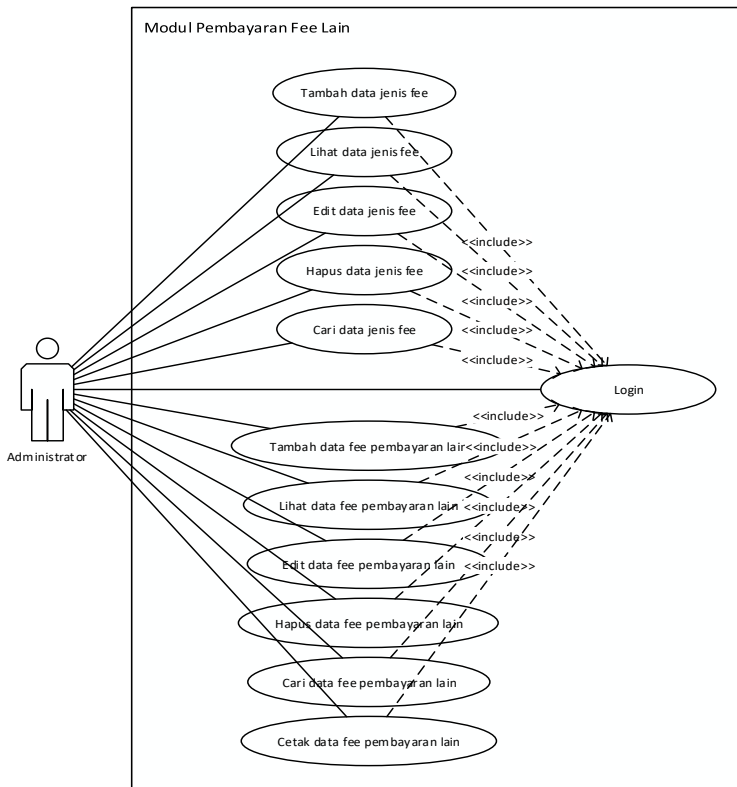 Modul Pembayaran Fee Lain
Tambah data jenis fee
Lihat data jenis fee
Edit data jenis fee
<<include>>
Hapus data jenis fee
<<include>>
<<include>>
Cari data jenis fee
<<include>>
<<include>>
Login
Administrator
<<include>>
Tambah data fee pembayaran lain
<<include>>
<<include>>
Lihat data fee pembayaran lain
<<include>>
<<include>>
Edit data fee pembayaran lain
<<include>>
Hapus data fee pembayaran lain
Cari data fee pembayaran lain
Cetak data fee pembayaran lain